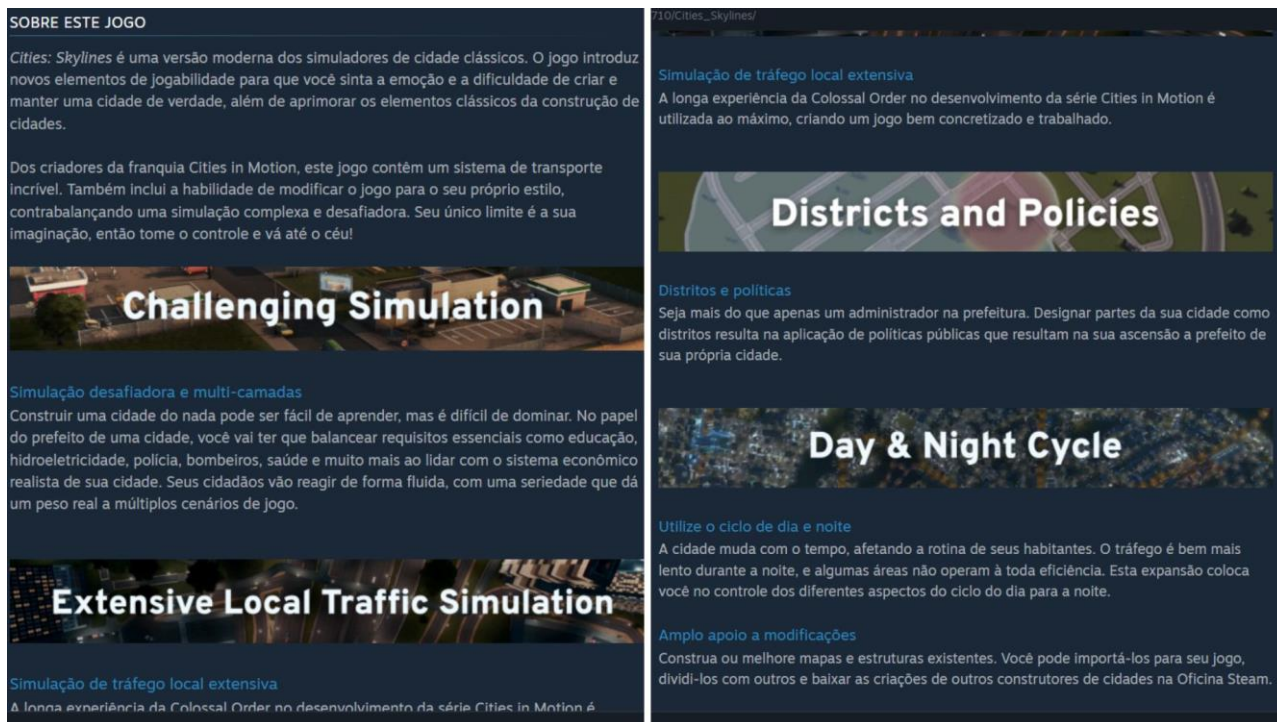 SOBRE ESTE JOGO
Cities: Skylines é uma versão moderna dos simuladores de cidade clássicos. O jogo introduz
novos elementos de jogabilidade para que você sinta a emoção e a dificuldade de criar e
manter uma cidade de verdade, além de aprimorar os elementos clássicos da construção de
cidades.
Dos criadores da franquia Cities in Motion, este jogo contêm um sistema de transporte
incrível. Também inclui a habilidade de modificar o jogo para o seu próprio estilo,
contrabalançando uma simulação complexa e desafiadora. Seu único limite é a sua
imaginação, então tome o controle e vá até o céu!
Challenging Simulation
Simulação desafiadora e multi-camadas
Construir uma cidade do nada pode ser fácil de aprender, mas é difícil de dominar. No papel
do prefeito de uma cidade, você vai ter que balancear requisitos essenciais como educação,
hidroeletricidade, polícia, bombeiros, saúde e muito mais ao lidar com o sistema econômico
realista de sua cidade. Seus cidadãos vão reagir de forma fluida, com uma seriedade que dá
um peso real a múltiplos cenários de jogo.
Extensive Local Traffic Simulation
Simulação de tráfego local extensiva
A longa experiência da Colossal Order no desenvolvimento da série Cities in Motion é
710/Cities_Skylines/
Simulação de tráfego local extensiva
A longa experiência da Colossal Order no desenvolvimento da série Cities in Motion é
utilizada ao máximo, criando um jogo bem concretizado e trabalhado.
Districts and Policies
Distritos e políticas
Seja mais do que apenas um administrador na prefeitura. Designar partes da sua cidade como
distritos resulta na aplicação de políticas públicas que resultam na sua ascensão a prefeito de
sua própria cidade.
Day & Night Cycle
Utilize o ciclo de dia e noite
A cidade muda com o tempo, afetando a rotina de seus habitantes. O tráfego é bem mais
lento durante a noite, e algumas áreas não operam à toda eficiência. Esta expansão coloca
você no controle dos diferentes aspectos do ciclo do dia para a noite.
Amplo apoio a modificações
Construa ou melhore mapas e estruturas existentes. Você pode importá-los para seu jogo,
dividi-los com outros e baixar as criações de outros construtores de cidades na Oficina Steam.